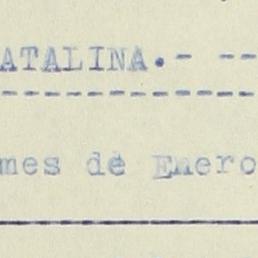 ATALINA.- --
mes de Enero